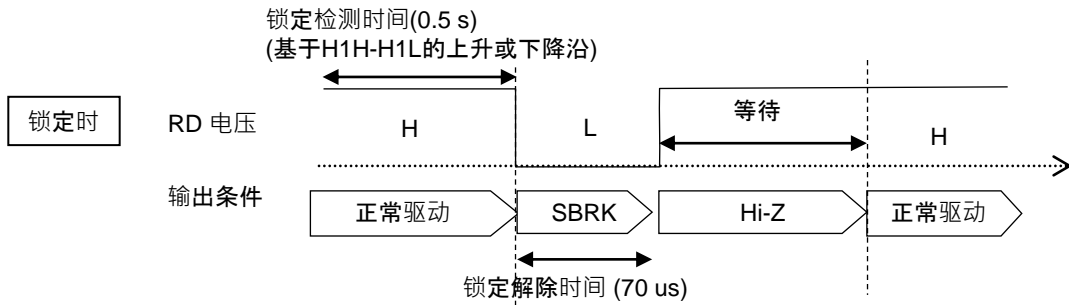 锁定检测时间(0.5 s)
(基于H1H-H1L的上升或下降沿)
锁定时
RD 电压
H
L
等待
H
输出条件
正常驱动
SBRK
Hi-Z
正常驱动
锁定解除时间 (70 us)